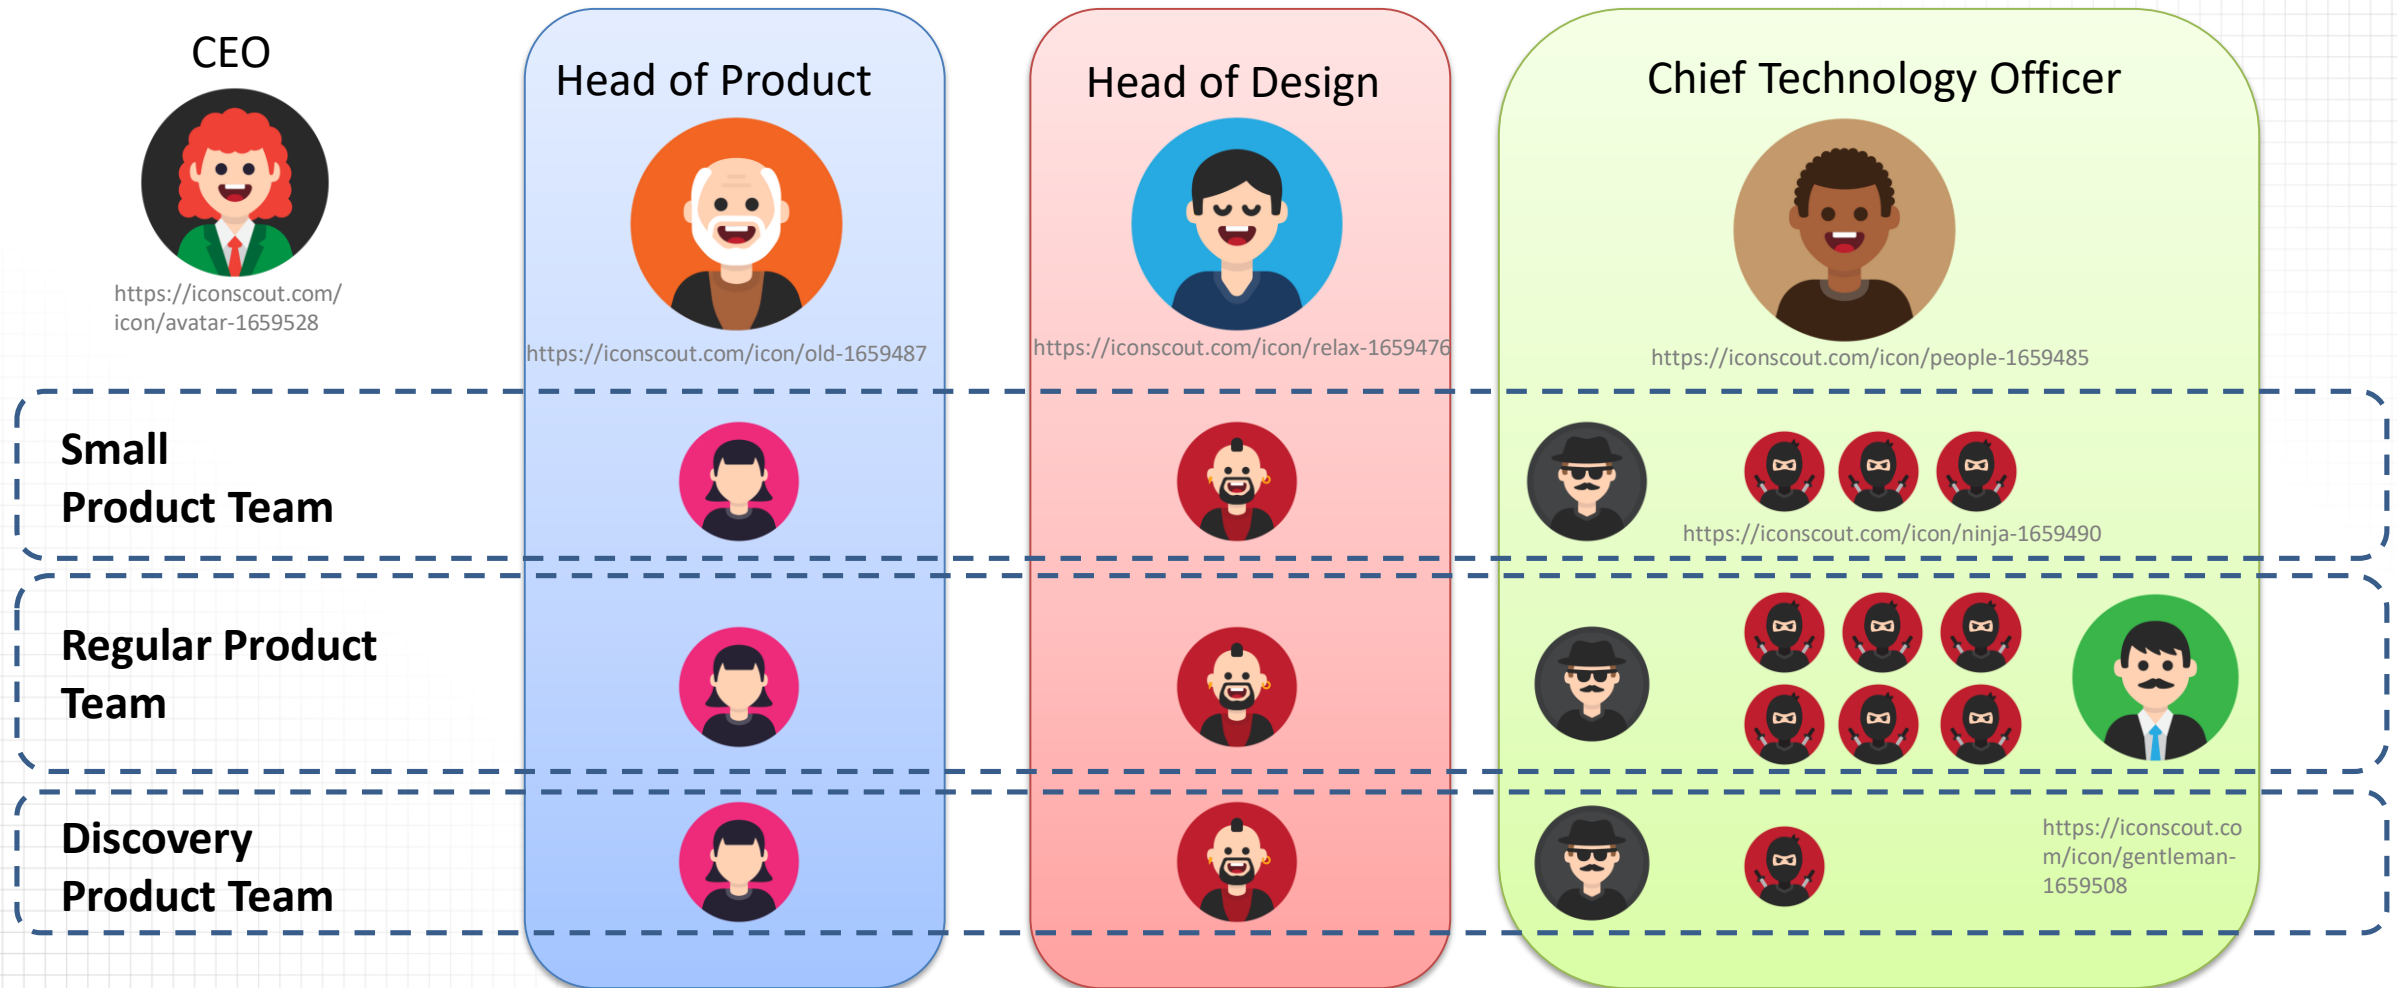 CEO
https://iconscout.com/
icon/avatar-1659528
Head of Product
https://iconscout.com/icon/old-1659487
Head of Design
https://iconscout.com/icon/relax-1659476
Chief Technology Officer
https://iconscout.com/icon/people-1659485
Small
Product Team
https://iconscout.com/icon/ninja-1659490
Regular Product
Team
Discovery
Product Team
https://iconscout.co
m/icon/gentleman-
1659508